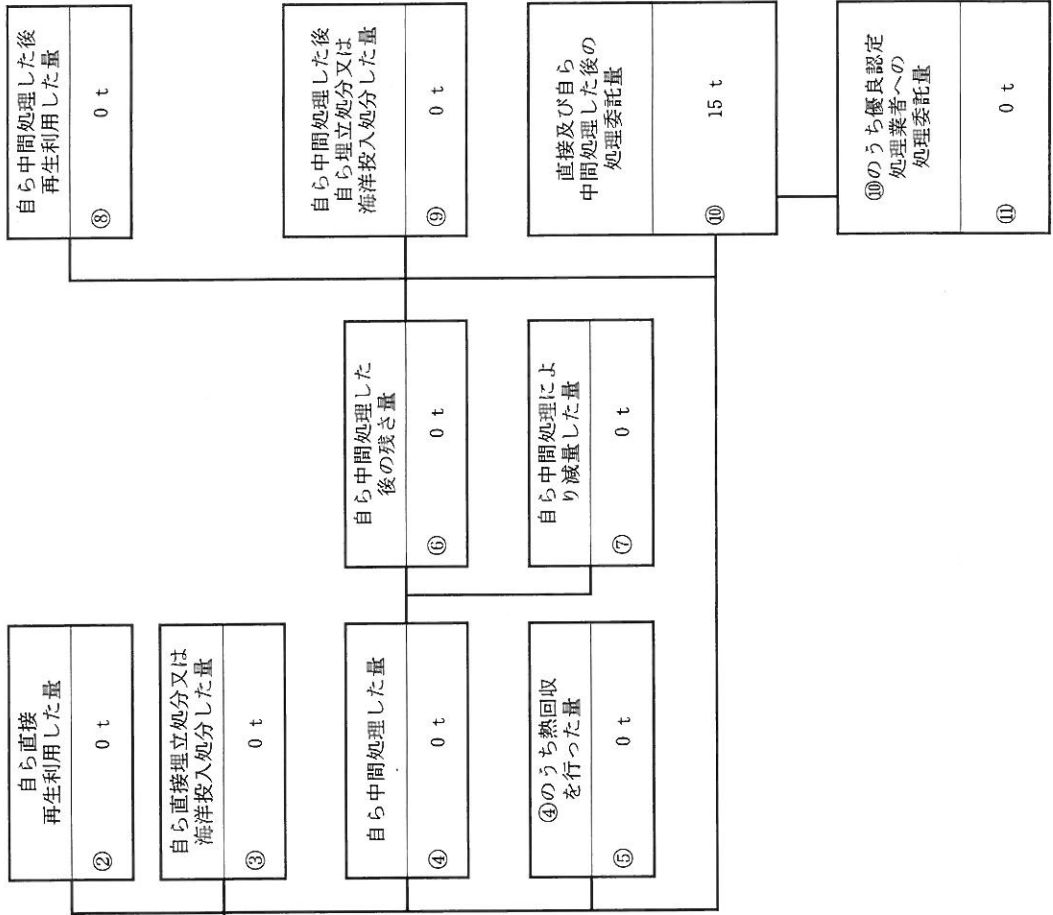 自ら直接
再生利用した量
② 0 t
自ら直接埋立処分又は
海洋投入処分した量
③ 0 t
自ら中間処理した量
④ 0 t
④のうち熱回収
を行った量
⑤ 0 t
自ら中間処理した
後の残さ量
⑥ 0 t
自ら中間処理によ
り減量した量
⑦ 0 t
自ら中間処理した後
再生利用した量
⑧ 0 t
自ら中間処理した後
自ら埋立処分又は
海洋投入処分した量
⑨ 0 t
直接及び自ら
中間処理した後の
処理委託量
⑩ 15 t
⑩のうち優良認定
処理業者への
処理委託量
⑪ 0 t